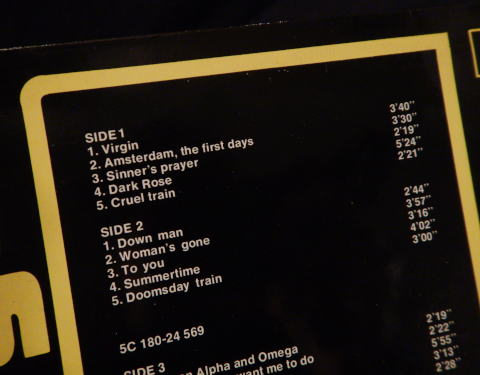 SIDE 1
1. Virgin 3'40"
2. Amsterdam, the first days 3'30"
3. Sinner's prayer 2'19"
4. Dark Rose 5'24"
5. Cruel train 2'21"
SIDE 2
1. Down man 2'44"
2. Woman's gone 3'57"
3. To you 3'16"
4. Summertime 4'02"
5. Doomsday train 3'00"
5C 180-24 569
SIDE 3
Alpha and Omega 2'19"
want me to do 2'22"
5'55"
3'13"
2'28"